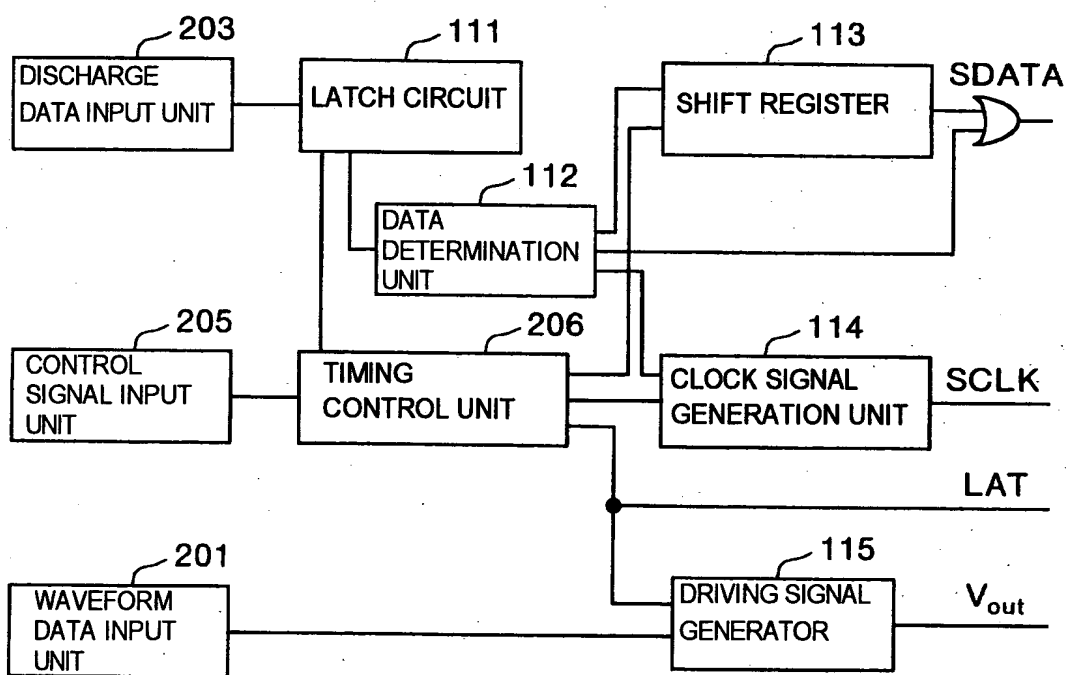 203
111
113
SDATA
DISCHARGE
DATA INPUT UNIT
LATCH CIRCUIT
SHIFT REGISTER
112
DATA
DETERMINATION
UNIT
205
206
114
CONTROL
SIGNAL INPUT
UNIT
TIMING
CONTROL UNIT
CLOCK SIGNAL
GENERATION UNIT
SCLK
LAT
201
115
WAVEFORM
DATA INPUT
UNIT
DRIVING SIGNAL
GENERATOR
Vout